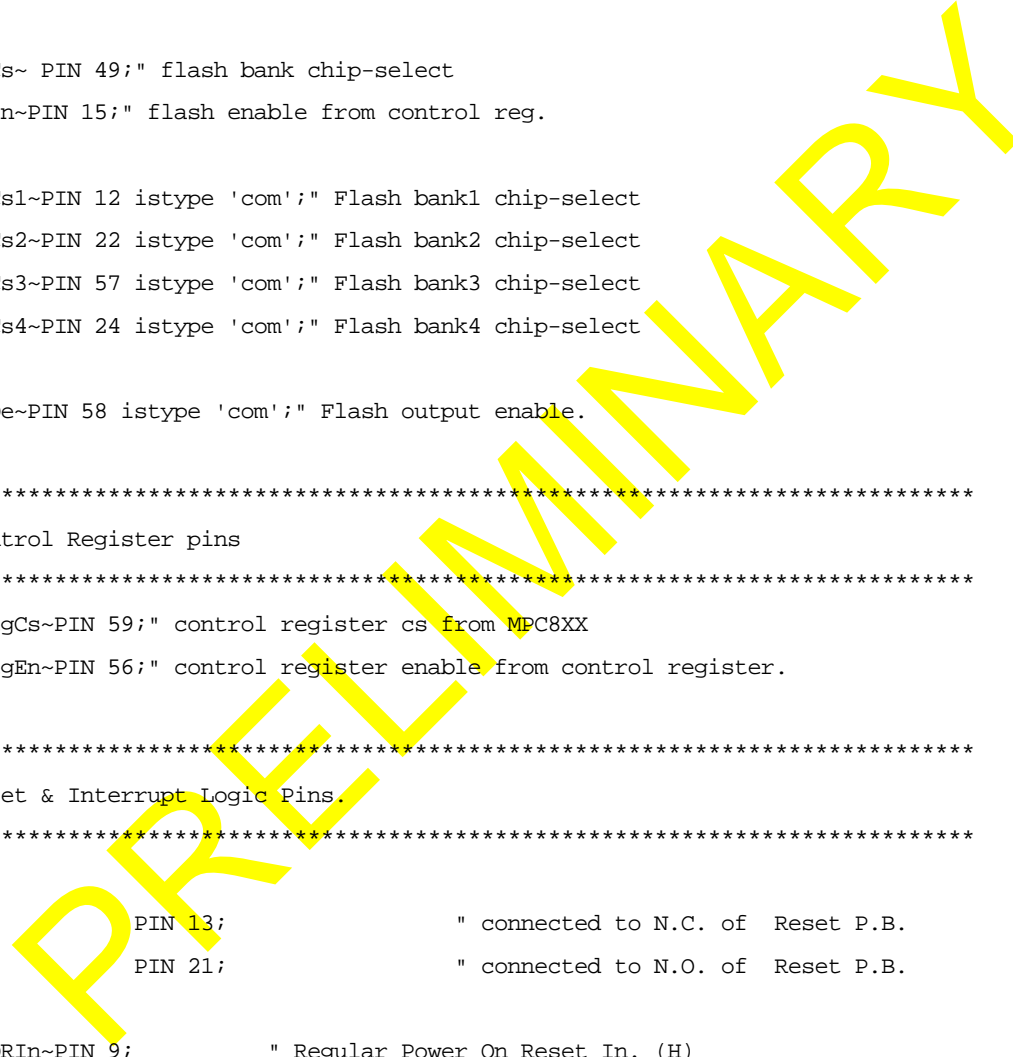 s~ PIN 49;" flash bank chip-select
n~PIN 15;" flash enable from control reg.
s1~PIN 12 istype 'com';" Flash bank1 chip-select
s2~PIN 22 istype 'com';" Flash bank2 chip-select
s3~PIN 57 istype 'com';" Flash bank3 chip-select
s4~PIN 24 istype 'com';" Flash bank4 chip-select
e~PIN 58 istype 'com';" Flash output enable.
*************************************************************************
trol Register pins
*************************************************************************
gCs~PIN 59;" control register cs from MPC8XX
gEn~PIN 56;" control register enable from control register.
*************************************************************************
et & Interrupt Logic Pins.
*************************************************************************
PIN 13; " connected to N.C. of  Reset P.B.
PIN 21; " connected to N.O. of  Reset P.B.
RIn~PIN 9; " Regular Power On Reset In. (H)
PRELIMINARY